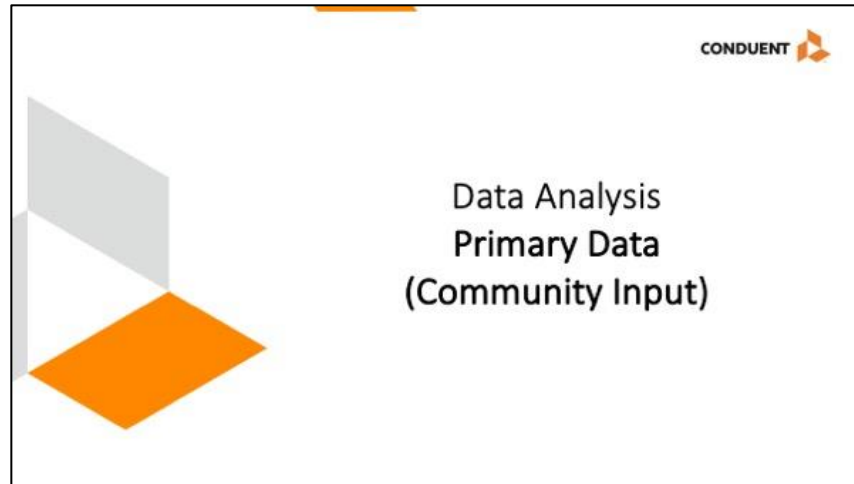 CONDUENT
Data Analysis
Primary Data
(Community Input)